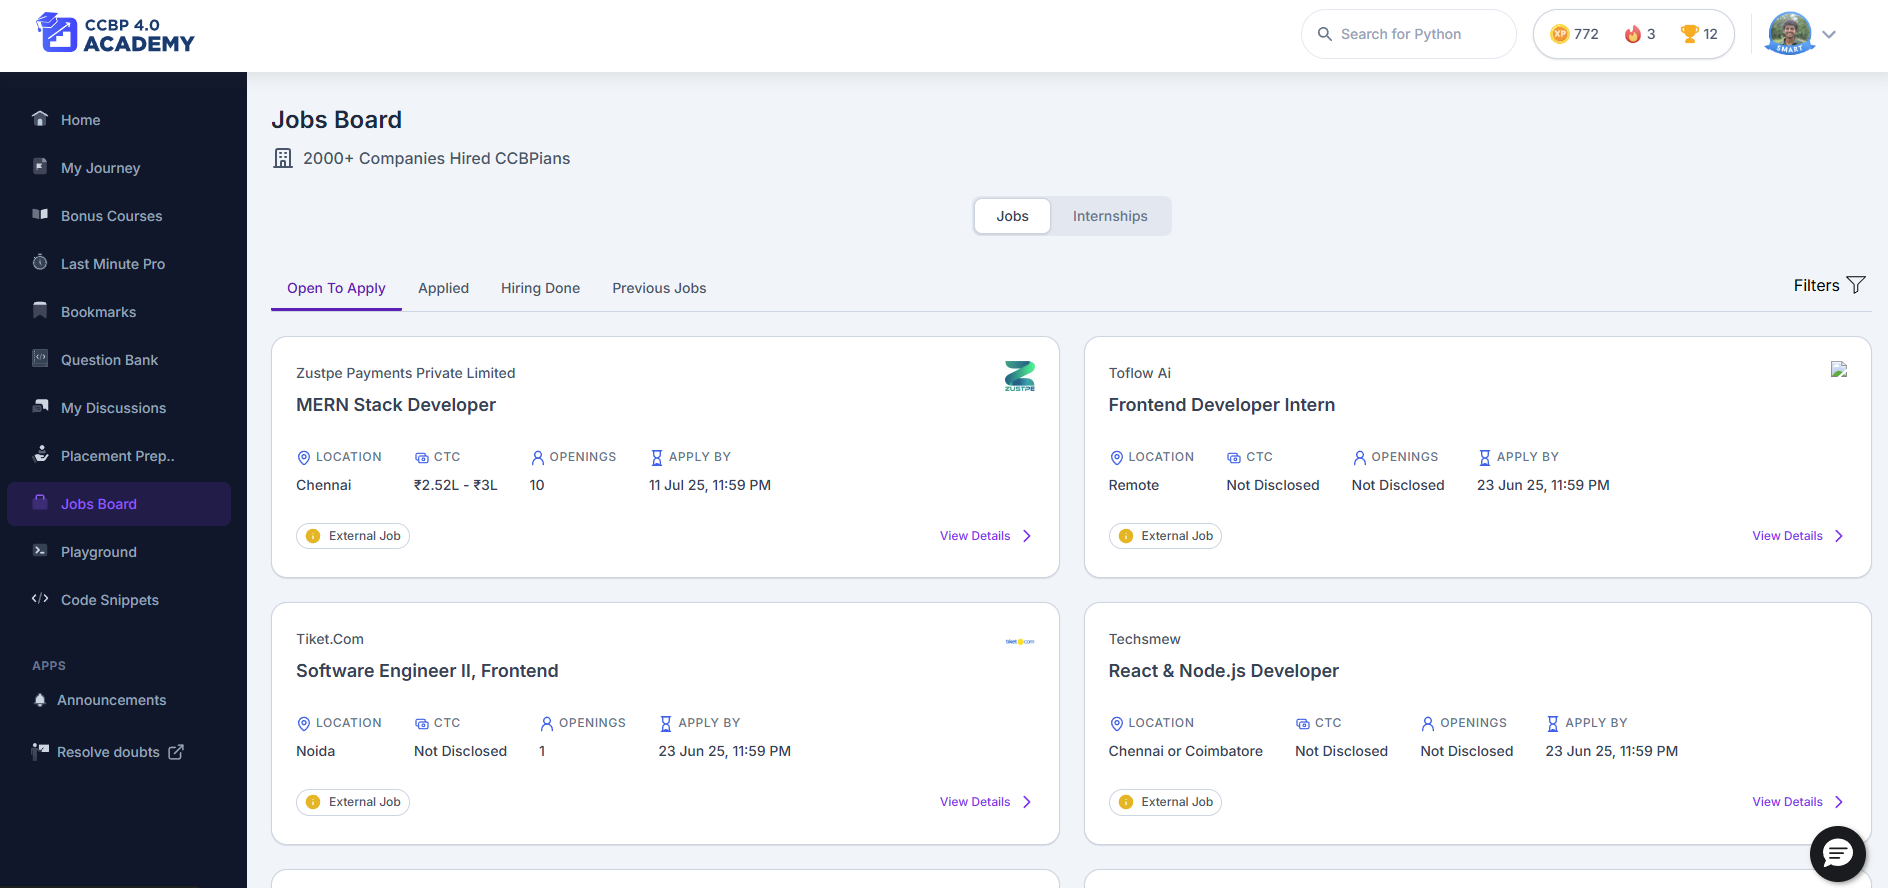 CCBP 4.0
ACADEMY
Search for Python
XP 772 3 12
SMART
Home
My Journey
Bonus Courses
Last Minute Pro
Bookmarks
Question Bank
My Discussions
Placement Prep..
Jobs Board
Playground
Code Snippets
APPS
Announcements
Resolve doubts
Jobs Board
2000+ Companies Hired CCBPians
Jobs Internships
Open To Apply Applied Hiring Done Previous Jobs Filters
Zustpe Payments Private Limited
ZUSTPE
MERN Stack Developer
LOCATION CTC OPENINGS APPLY BY
Chennai ₹2.52L - ₹3L 10 11 Jul 25, 11:59 PM
External Job View Details
Toflow Ai
Frontend Developer Intern
LOCATION CTC OPENINGS APPLY BY
Remote Not Disclosed Not Disclosed 23 Jun 25, 11:59 PM
External Job View Details
Tiket.Com
tiket.com
Software Engineer II, Frontend
LOCATION CTC OPENINGS APPLY BY
Noida Not Disclosed 1 23 Jun 25, 11:59 PM
External Job View Details
Techsmew
React & Node.js Developer
LOCATION CTC OPENINGS APPLY BY
Chennai or Coimbatore Not Disclosed Not Disclosed 23 Jun 25, 11:59 PM
External Job View Details